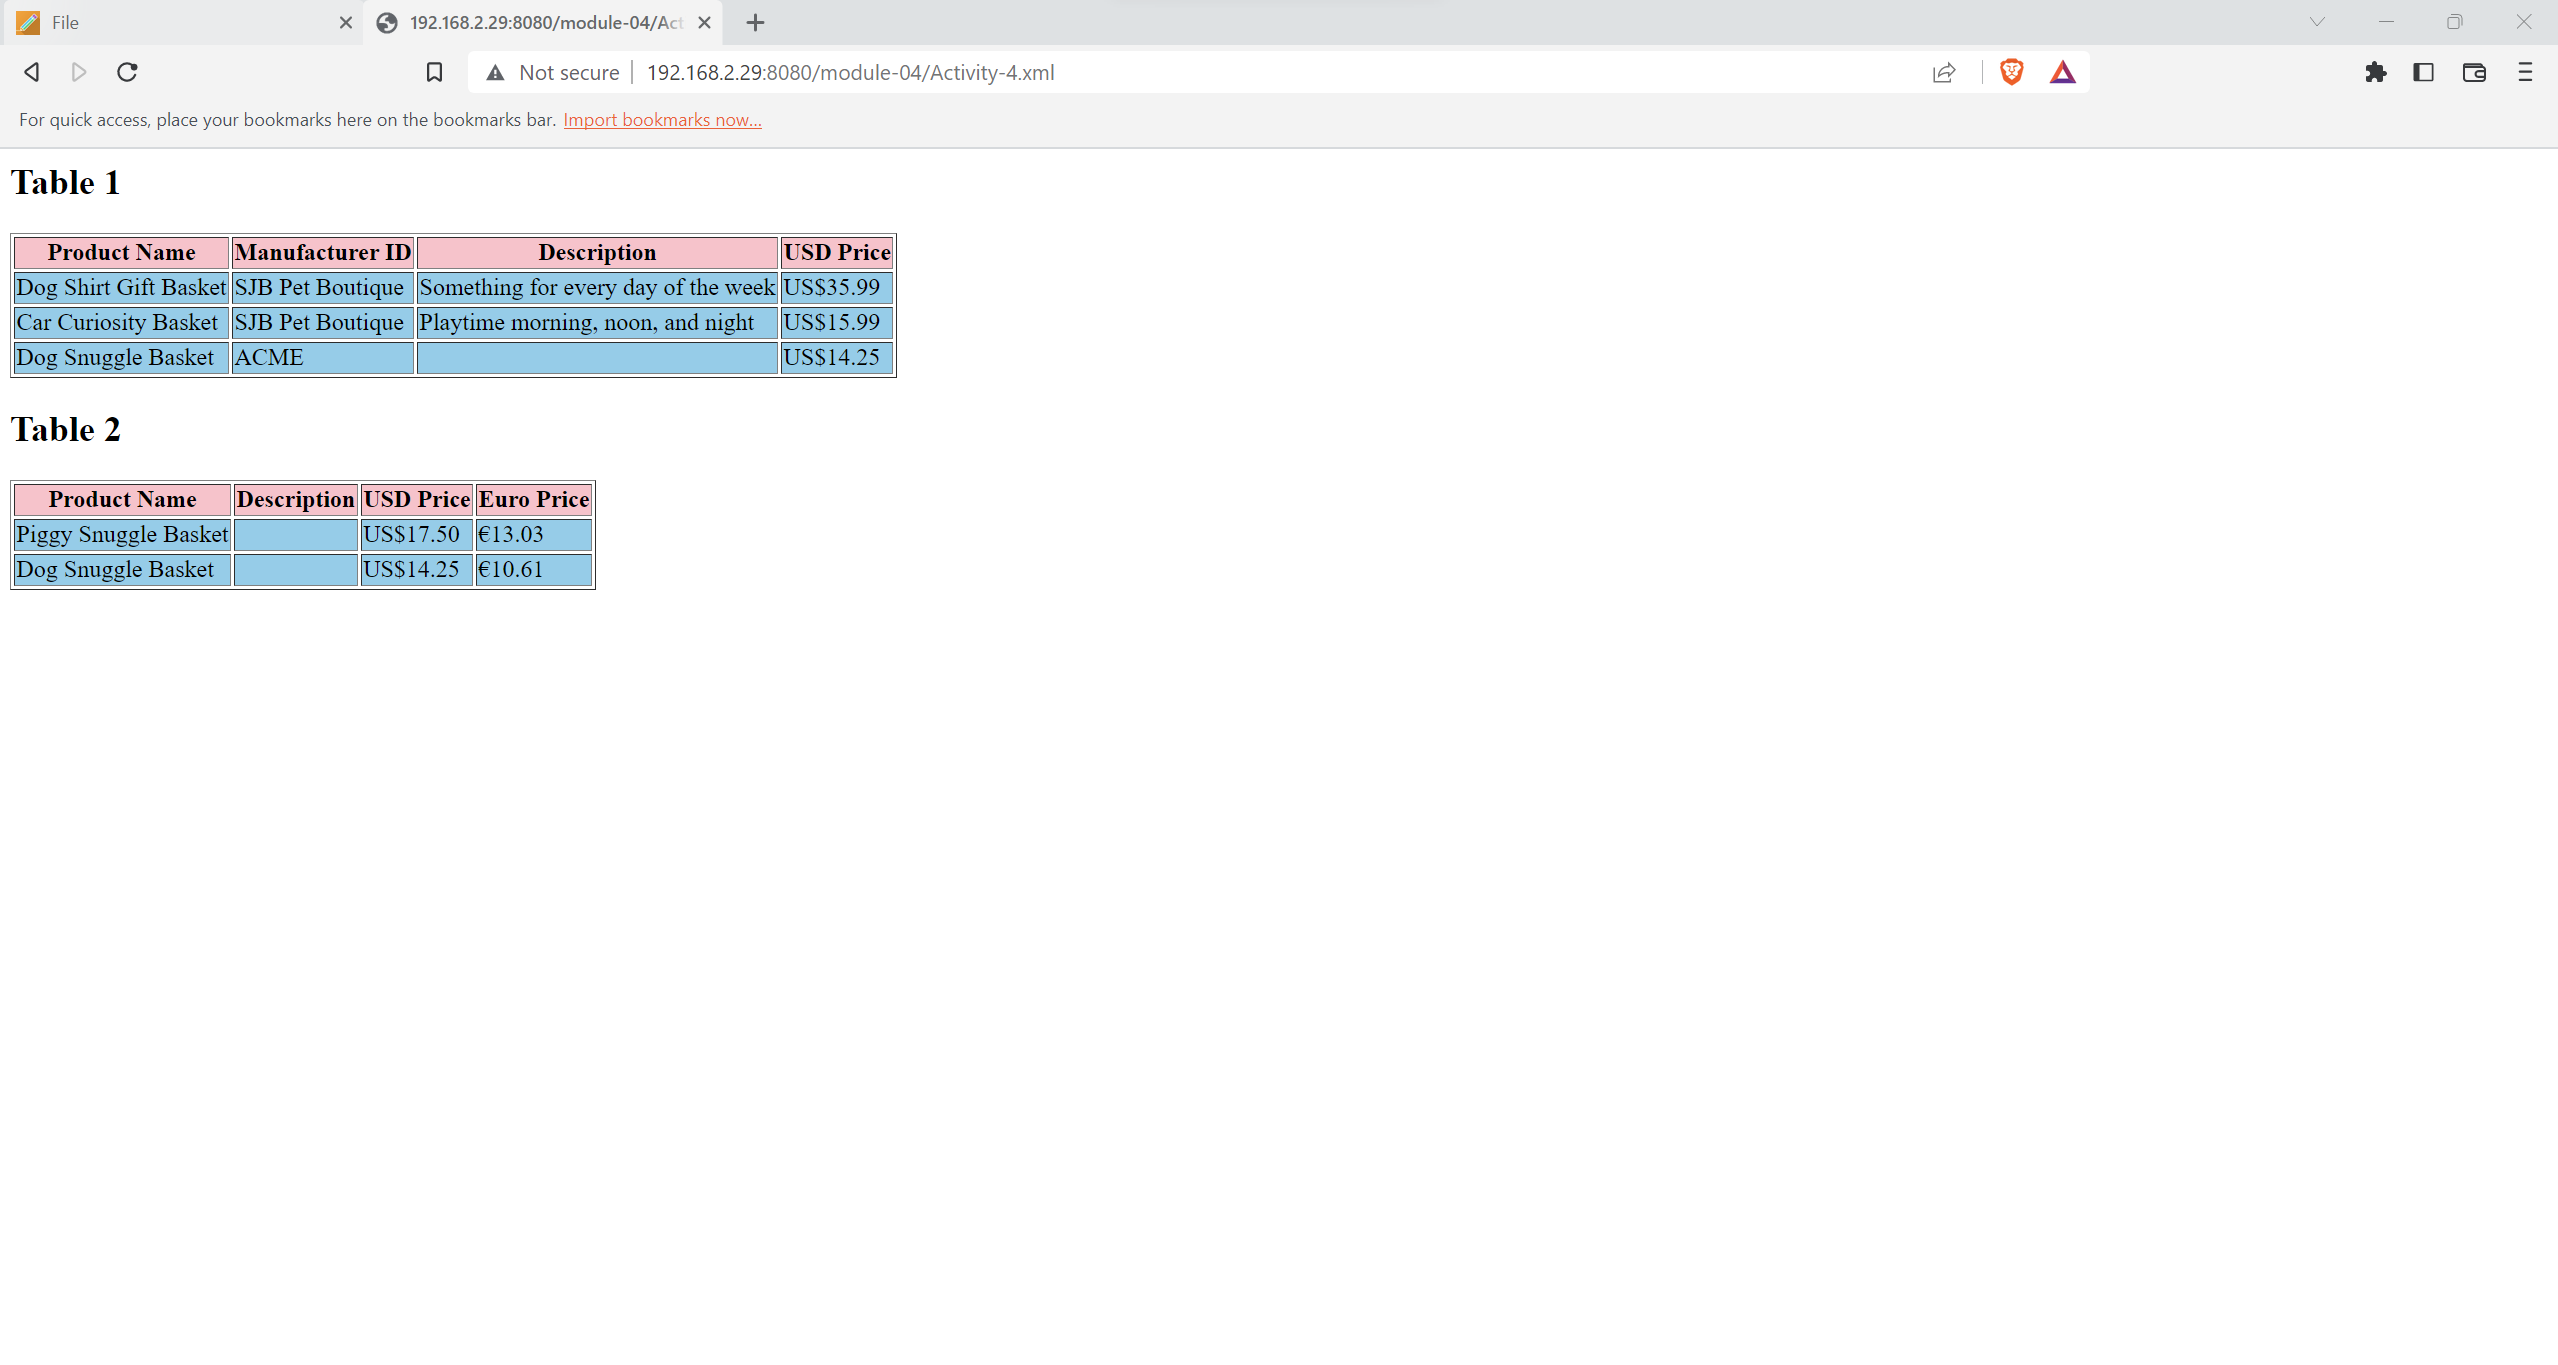 File
192.168.2.29:8080/module-04/Act
Not secure 192.168.2.29:8080/module-04/Activity-4.xml
For quick access, place your bookmarks here on the bookmarks bar. Import bookmarks now...
Table 1
Product Name Manufacturer ID Description USD Price
Dog Shirt Gift Basket SJB Pet Boutique Something for every day of the week US$35.99
Car Curiosity Basket SJB Pet Boutique Playtime morning, noon, and night US$15.99
Dog Snuggle Basket ACME US$14.25
Table 2
Product Name Description USD Price Euro Price
Piggy Snuggle Basket US$17.50 €13.03
Dog Snuggle Basket US$14.25 €10.61